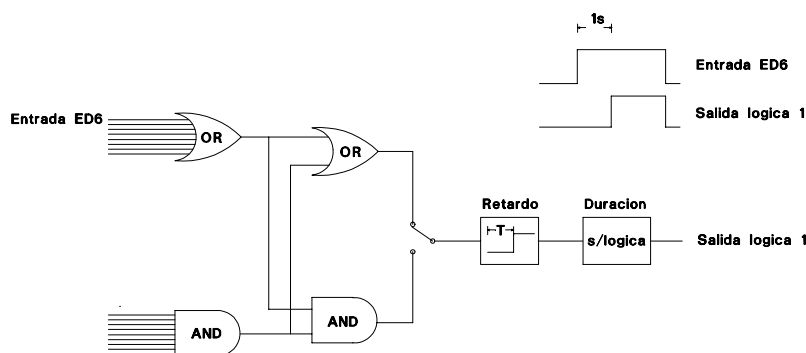 1s
Entrada ED6
Salida logica 1
Entrada ED6
OR
OR
Retardo
Duracion
T
s/logica
Salida logica 1
AND
AND